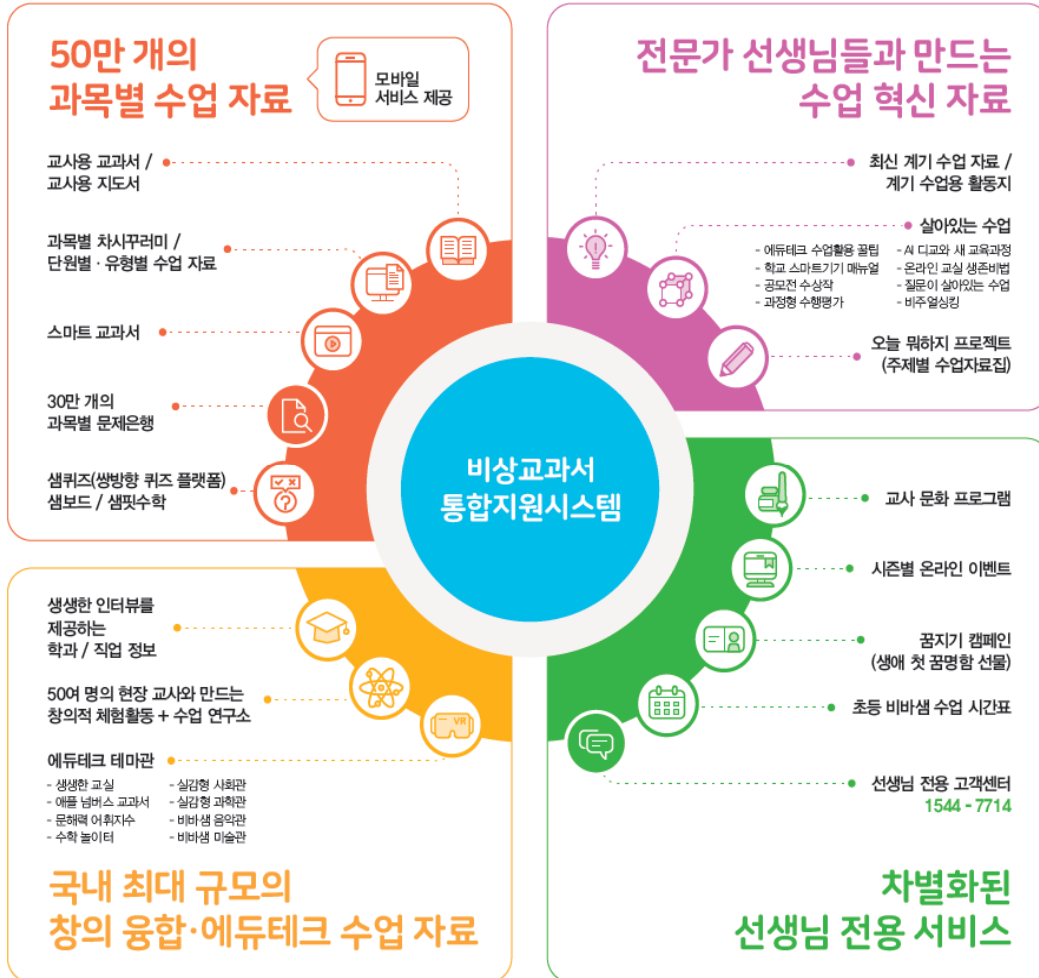 50만 개의
과목별 수업 자료
모바일
서비스 제공
교사용 교과서 /
교사용 지도서
과목별 차시꾸러미 /
단원별 · 유형별 수업 자료
스마트 교과서
30만 개의
과목별 문제은행
샘퀴즈(쌍방향 퀴즈 플랫폼)
샘보드 / 샘핏수학
전문가 선생님들과 만드는
수업 혁신 자료
최신 계기 수업 자료 /
계기 수업용 활동지
살아있는 수업
- 에듀테크 수업활용 꿀팁
- 학교 스마트기기 매뉴얼
- 공모전 수상작
- 과정형 수행평가
- AI 디교와 새 교육과정
- 온라인 교실 생존비법
- 질문이 살아있는 수업
- 비주얼싱킹
오늘 뭐하지 프로젝트
(주제별 수업자료집)
비상교과서
통합지원시스템
생생한 인터뷰를
제공하는
학과 / 직업 정보
50여 명의 현장 교사와 만드는
창의적 체험활동 + 수업 연구소
VR
에듀테크 테마관
- 생생한 교실
- 애플 넘버스 교과서
- 문해력 어휘지수
- 수학 놀이터
- 실감형 사회관
- 실감형 과학관
- 비바샘 음악관
- 비바샘 미술관
국내 최대 규모의
창의 융합·에듀테크 수업 자료
교사 문화 프로그램
시즌별 온라인 이벤트
꿈지기 캠페인
(생애 첫 꿈명함 선물)
초등 비바샘 수업 시간표
선생님 전용 고객센터
1544 - 7714
차별화된
선생님 전용 서비스